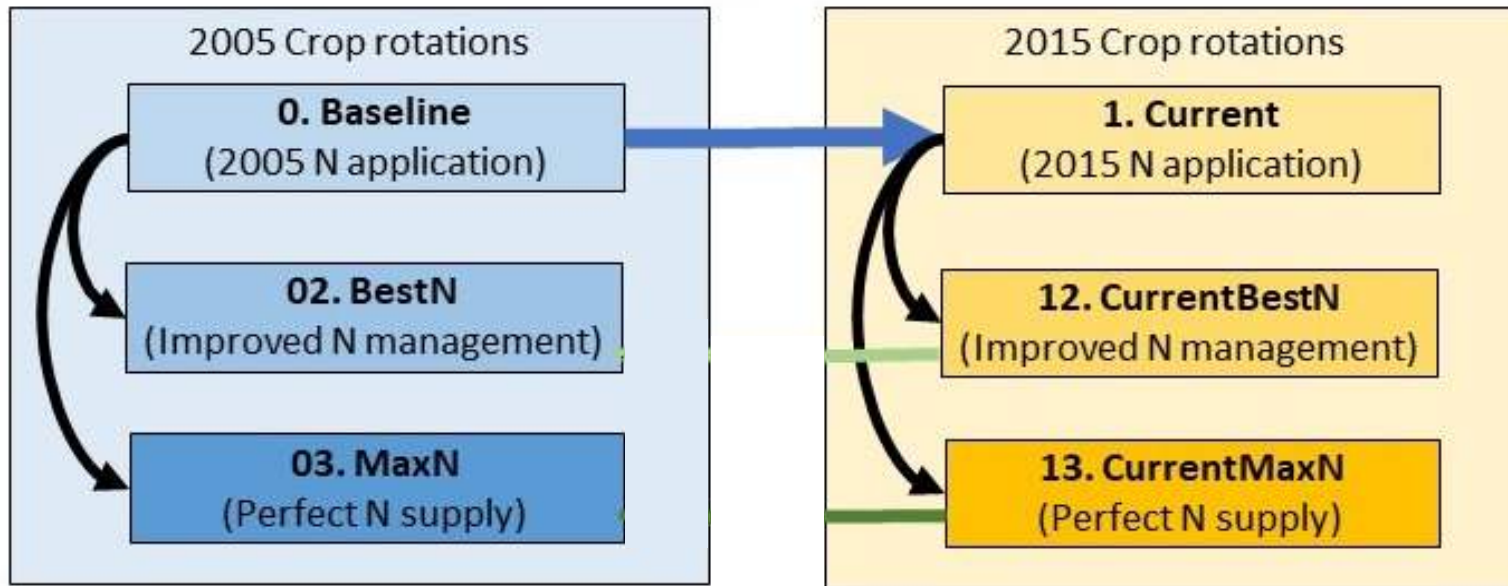 2005 Crop rotations
0. Baseline
(2005 N application)
02. BestN
(Improved N management)
03. MaxN
(Perfect N supply)
2015 Crop rotations
1. Current
(2015 N application)
12. CurrentBestN
(Improved N management)
13. CurrentMaxN
(Perfect N supply)